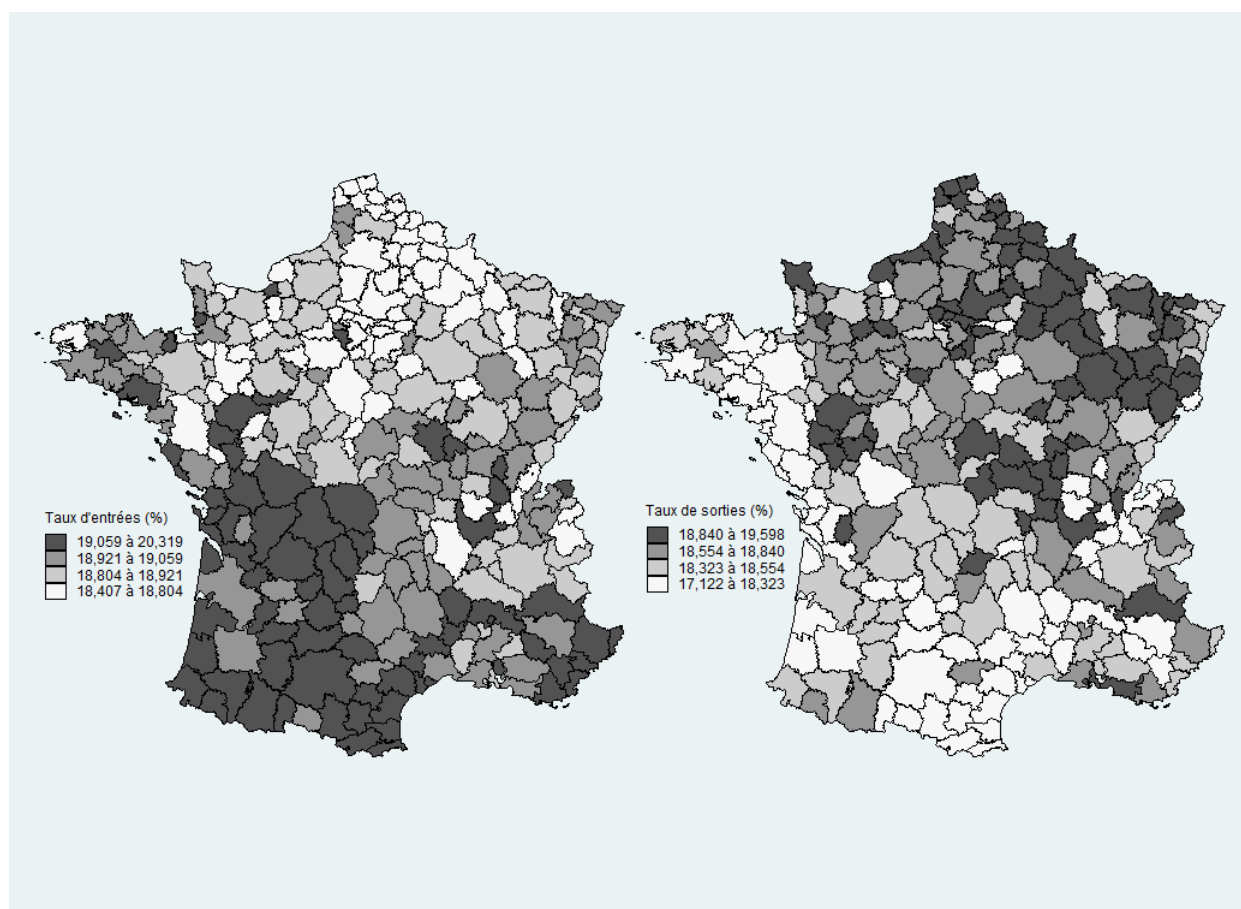 Taux d'entrées (%)
19,059 à 20,319
18,921 à 19,059
18,804 à 18,921
18,407 à 18,804
Taux de sorties (%)
18,840 à 19,598
18,554 à 18,840
18,323 à 18,554
17,122 à 18,323